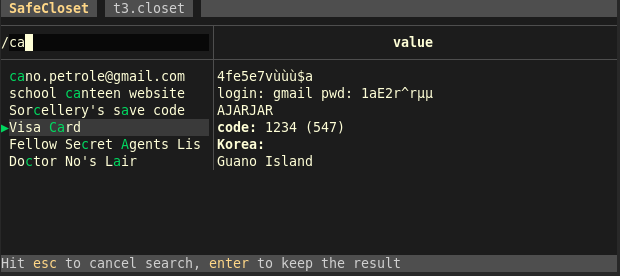 SafeCloset t3.closet
/ca value
cano.petrole@gmail.com 4fe5e7vùùù$a
school canteen website login: gmail pwd: 1aE2r^rµµ
Sorcellery's save code AJARJAR
▶Visa Card code: 1234 (547)
Fellow Secret Agents Lis Korea:
Doctor No's Lair Guano Island
Hit esc to cancel search, enter to keep the result